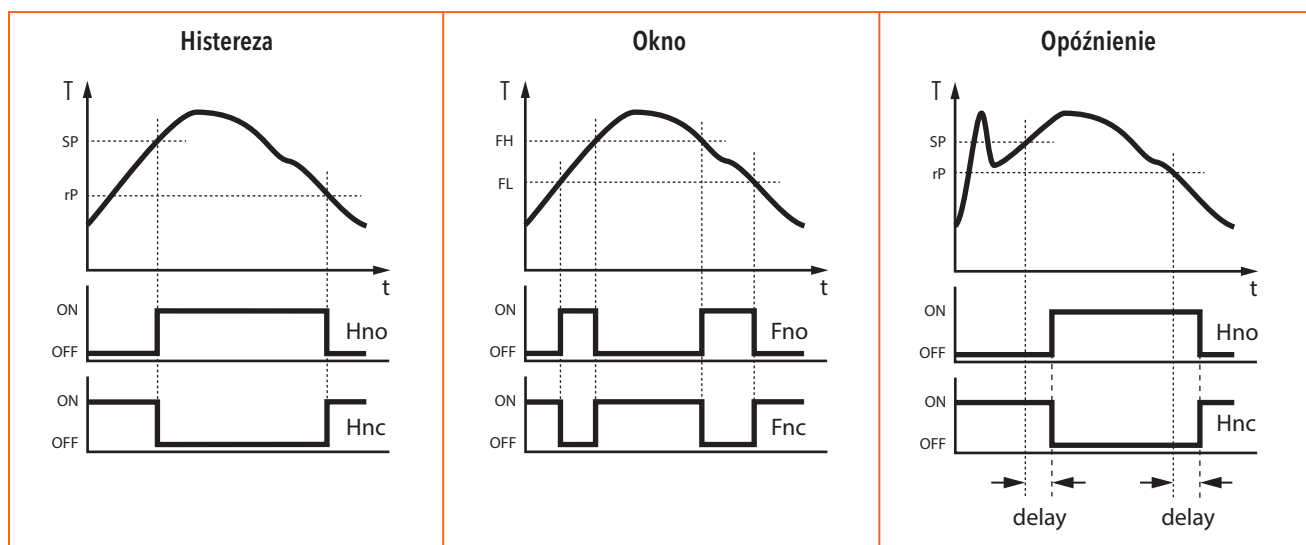 Histereza
T
SP
rP
t
ON
OFF
Hno
ON
OFF
Hnc
Okno
T
FH
FL
t
ON
OFF
Fno
ON
OFF
Fnc
Opóźnienie
T
SP
rP
t
ON
OFF
Hno
ON
OFF
Hnc
delay delay